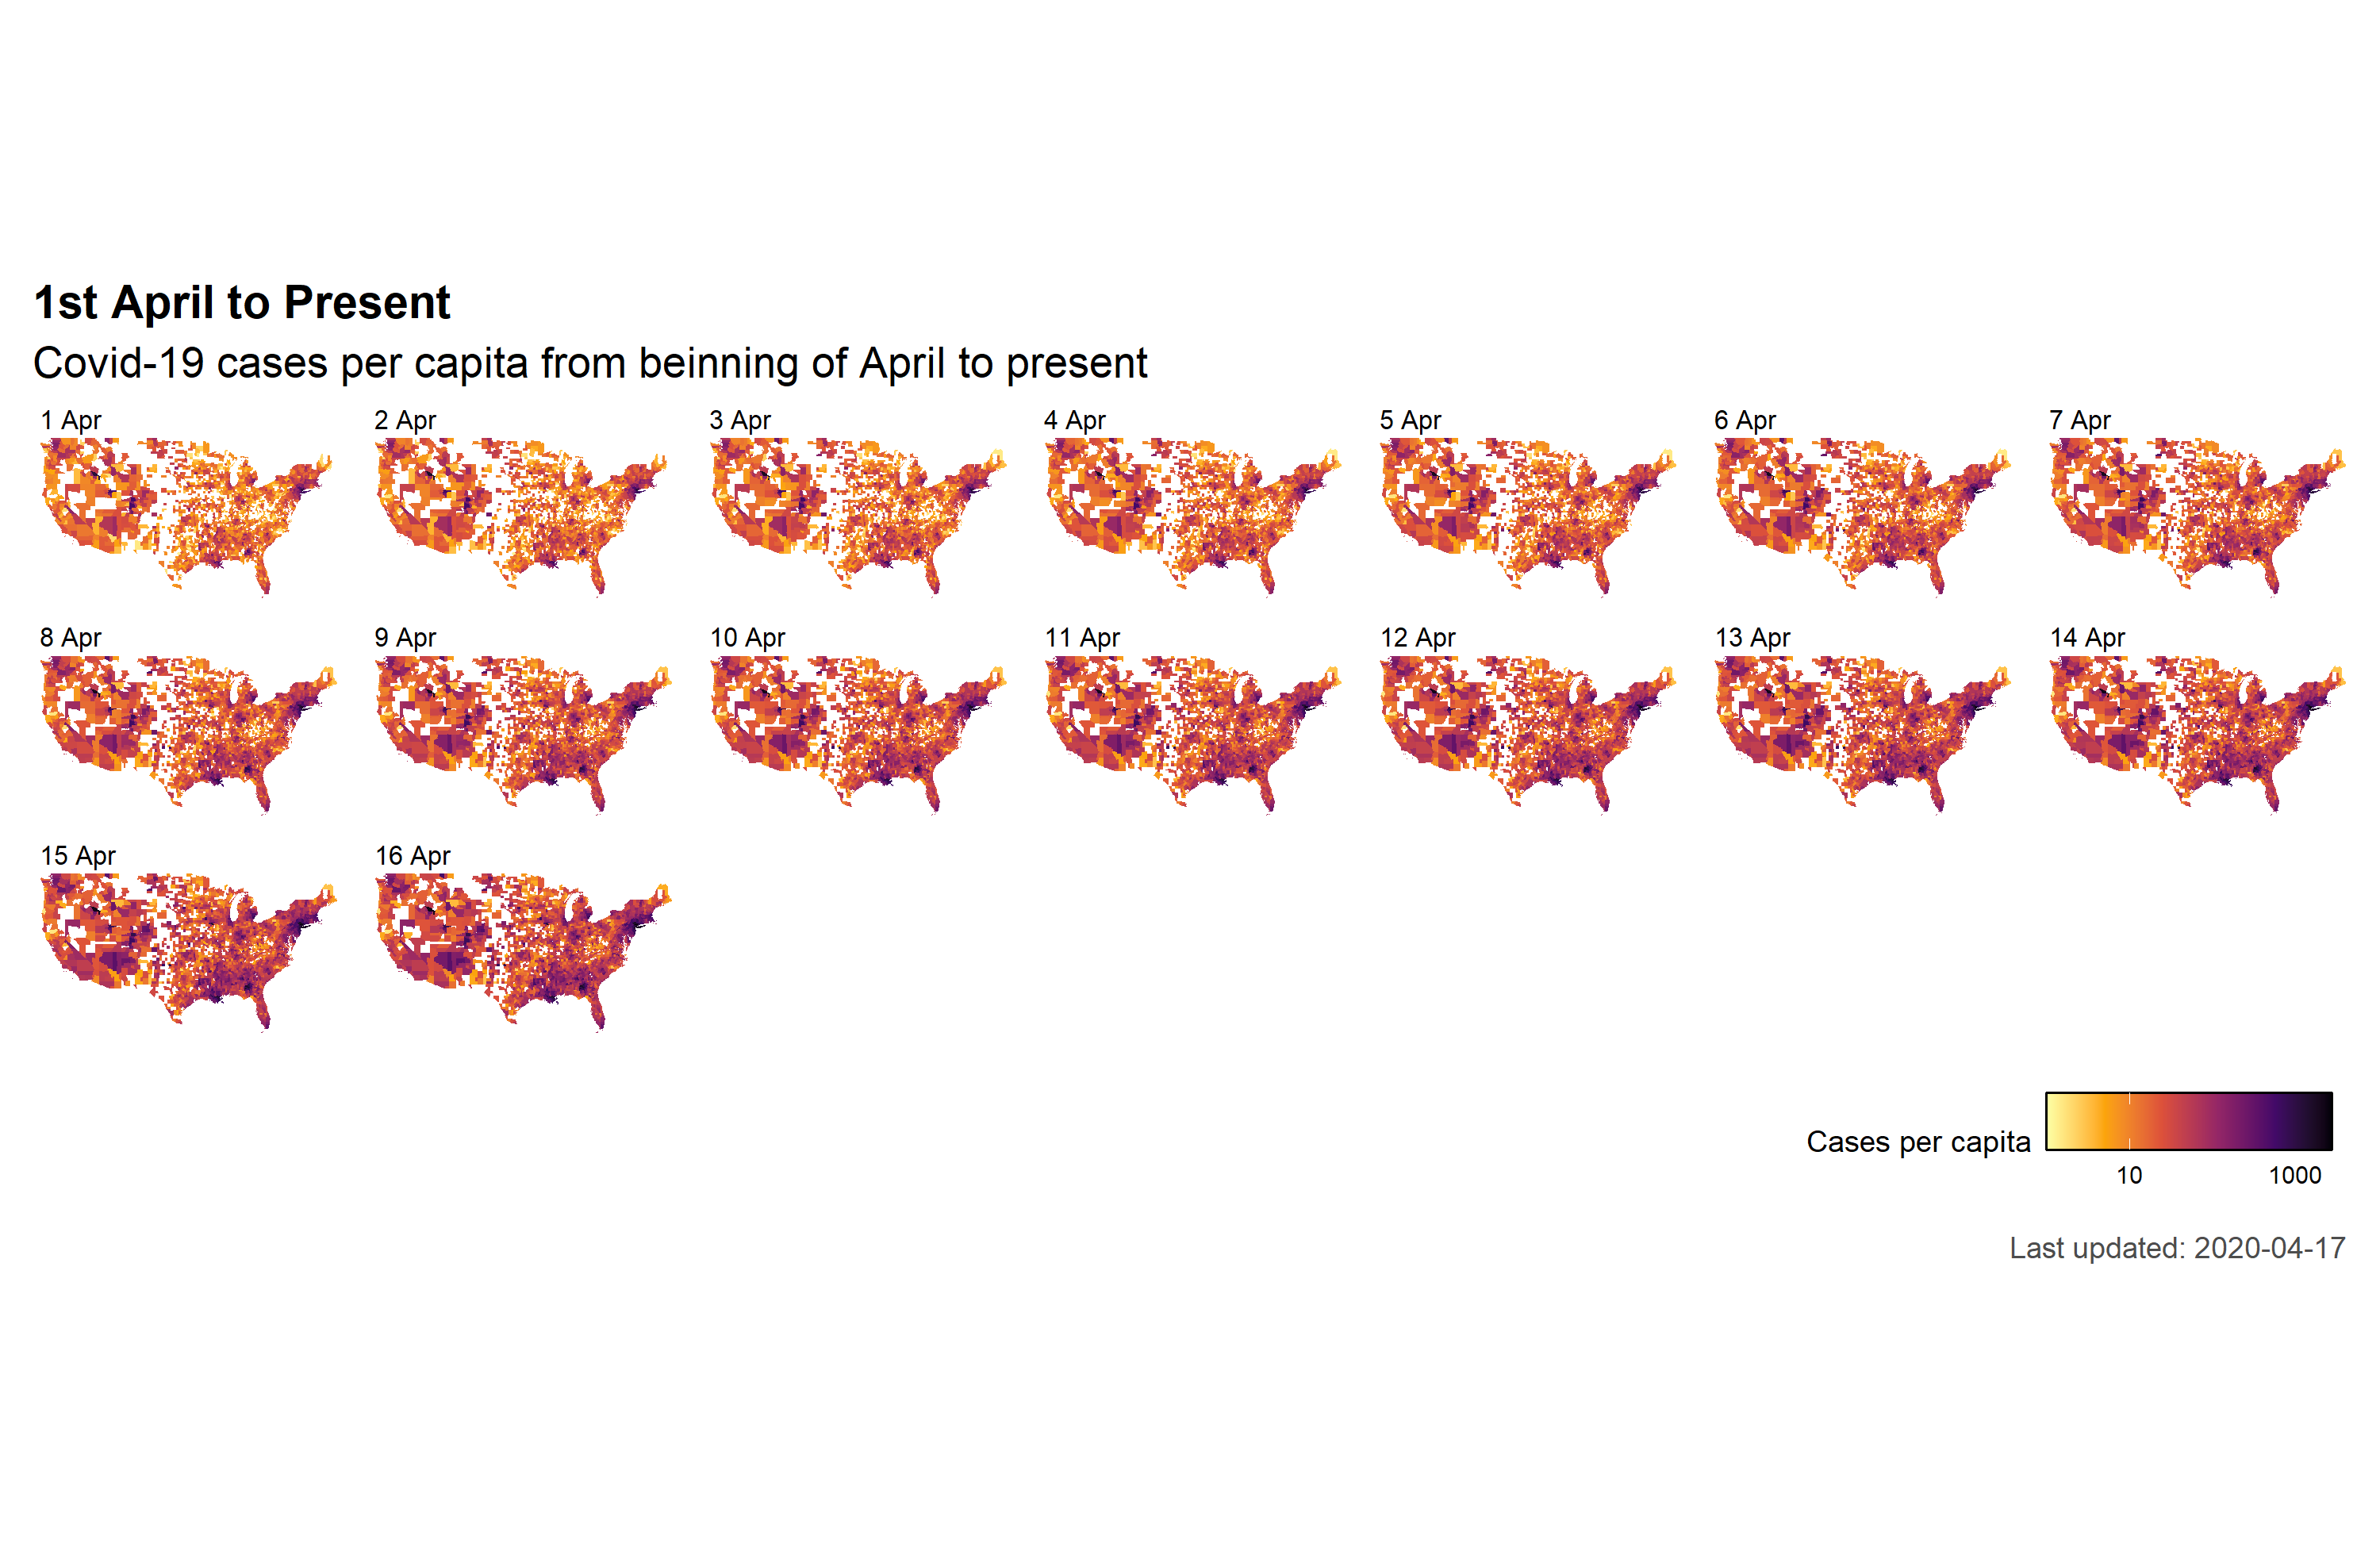 1st April to Present
Covid-19 cases per capita from beinning of April to present
1 Apr 2 Apr 3 Apr 4 Apr 5 Apr 6 Apr 7 Apr
8 Apr 9 Apr 10 Apr 11 Apr 12 Apr 13 Apr 14 Apr
15 Apr 16 Apr
Cases per capita
10 1000
Last updated: 2020-04-17